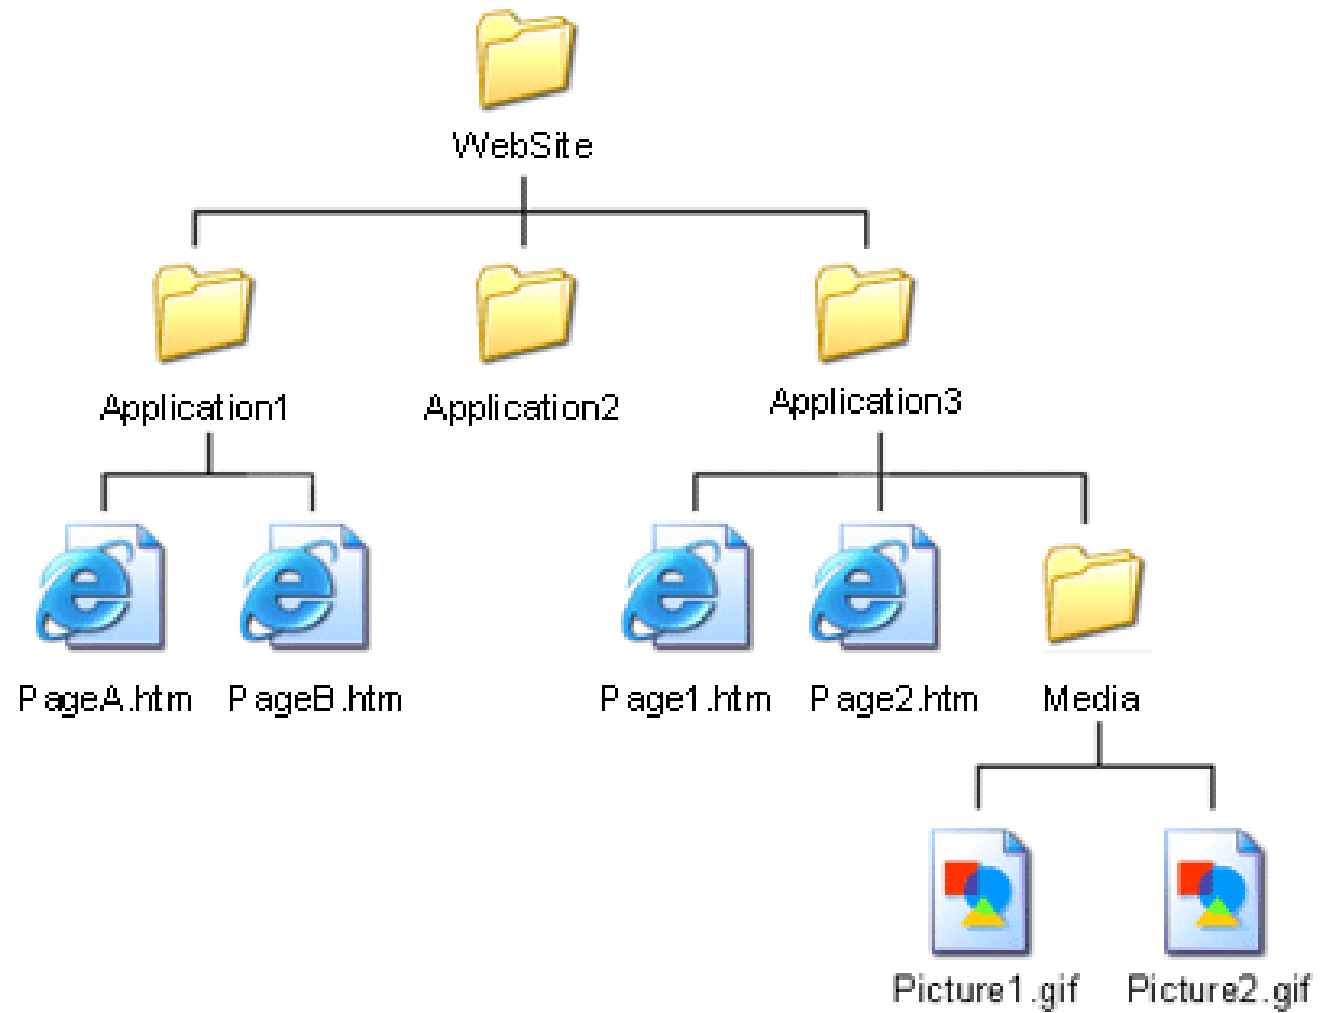 WebSite
Application1
Application2
Application3
PageA.htm
PageB.htm
Page1.htm
Page2.htm
Media
Picture1.gif
Picture2.gif